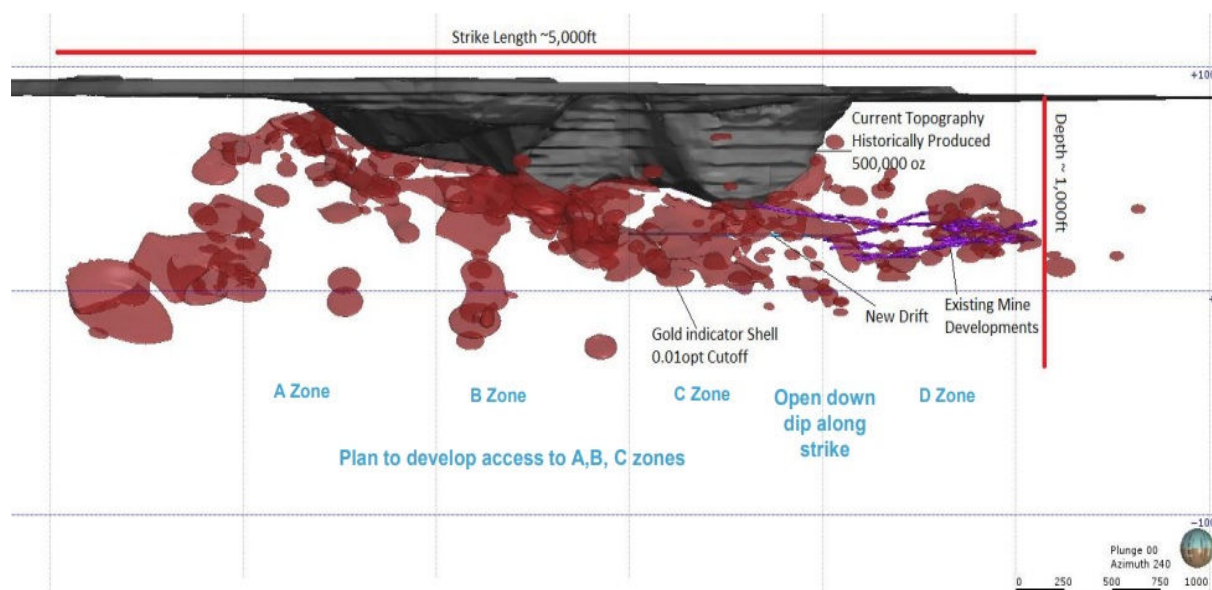 Strike Length ~5,000ft
+100
Current Topography
Historically Produced
500,000 oz
Depth ~ 1,000ft
New Drift
Existing Mine
Developments
Gold indicator Shell
0.01opt Cutoff
A Zone
B Zone
C Zone
Open down
dip along
strike
D Zone
Plan to develop access to A,B, C zones
-100
Plunge 00
Azimuth 240
0 250 500 750 1000